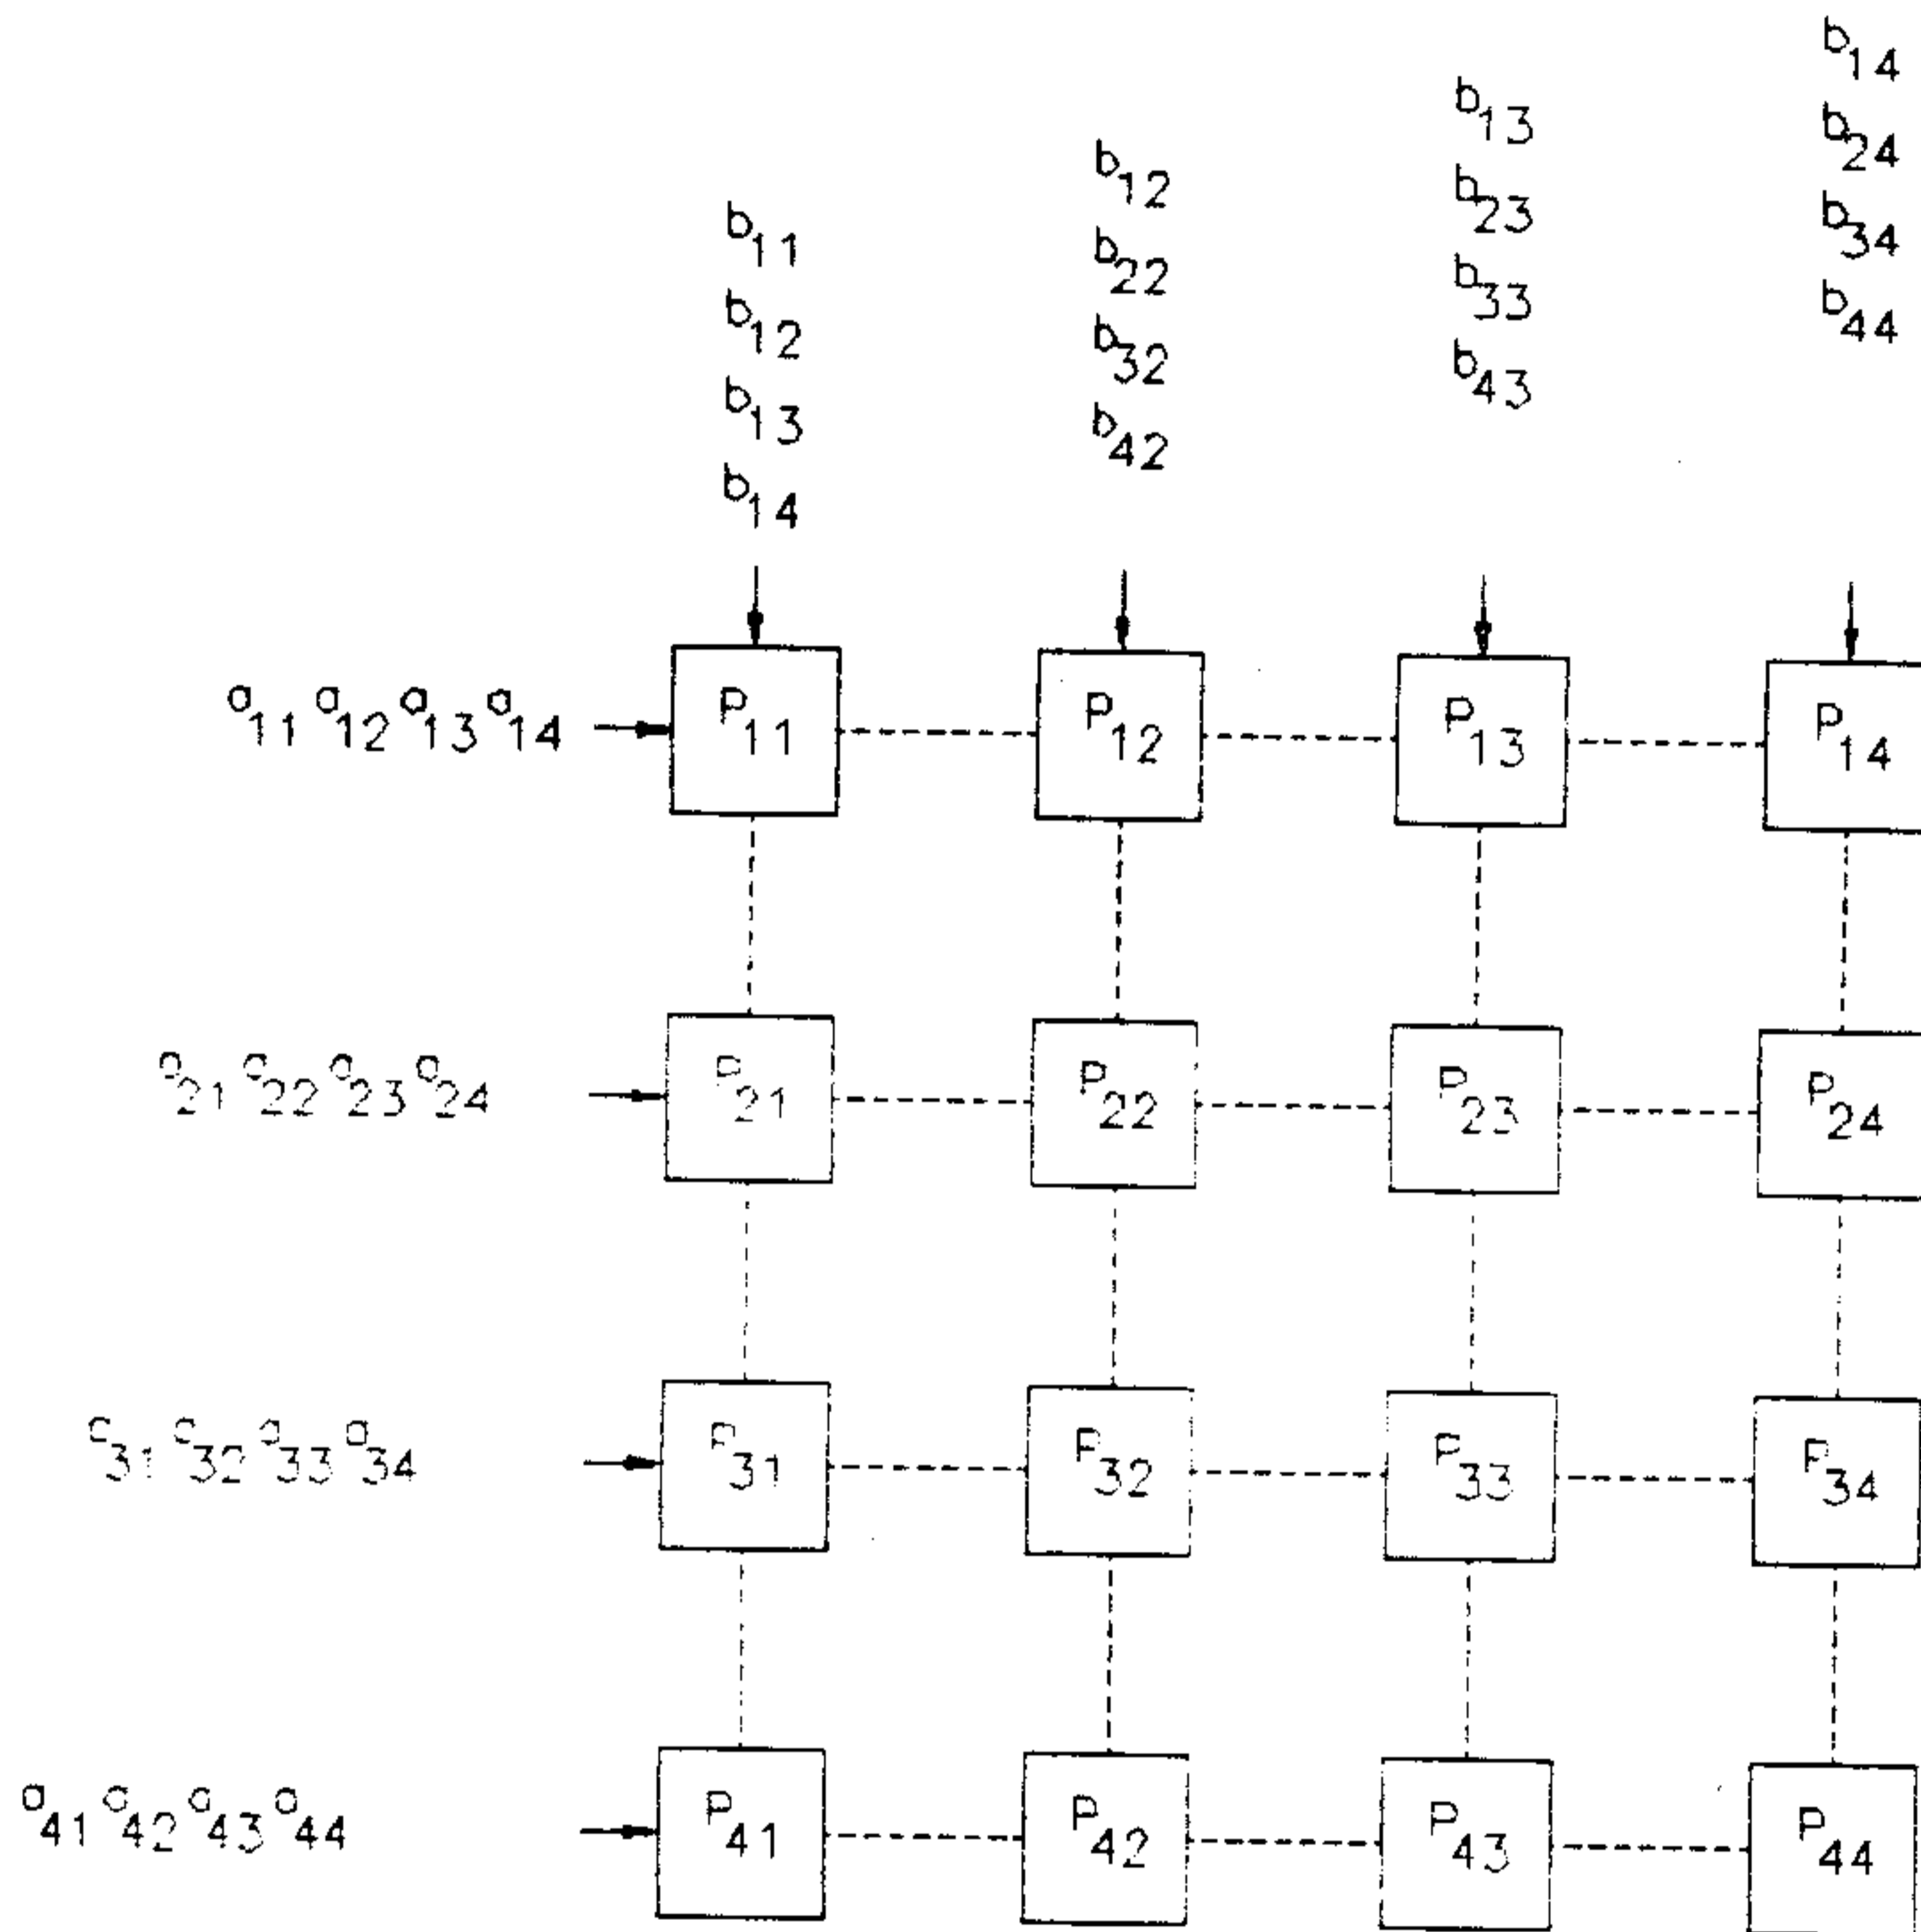 b14
b13 b24
b12 b23 b34
b11 b22 b33 b44
b12 b32 b43
b13 b42
b14
a11 a12 a13 a14 P11 P12 P13 P14
a21 a22 a23 a24 P21 P22 P23 P24
a31 a32 a33 a34 P31 P32 P33 P34
a41 a42 a43 a44 P41 P42 P43 P44